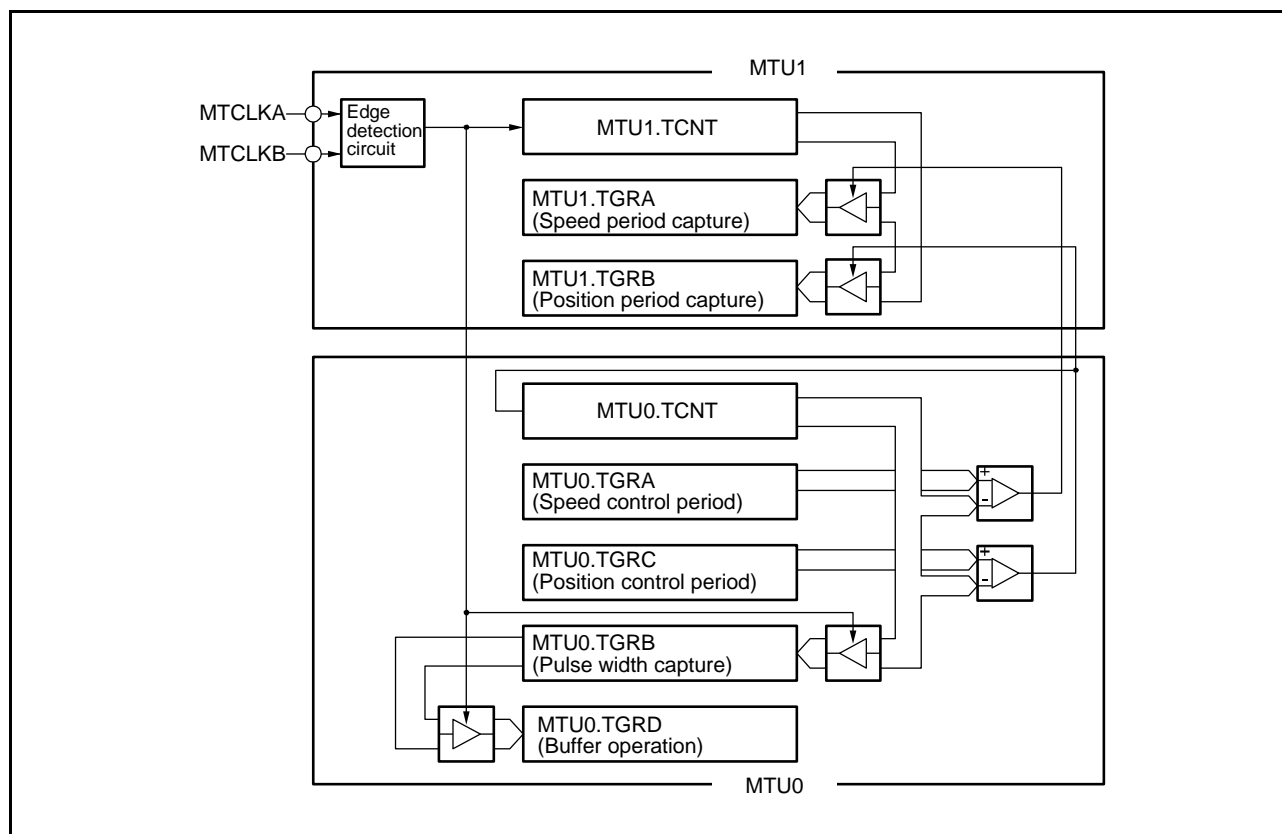 MTU1
MTCLKA
MTCLKB
Edge
detection
circuit
MTU1.TCNT
MTU1.TGRA
(Speed period capture)
MTU1.TGRB
(Position period capture)
MTU0.TCNT
MTU0.TGRA
(Speed control period)
+
-
MTU0.TGRC
(Position control period)
+
-
MTU0.TGRB
(Pulse width capture)
MTU0.TGRD
(Buffer operation)
MTU0